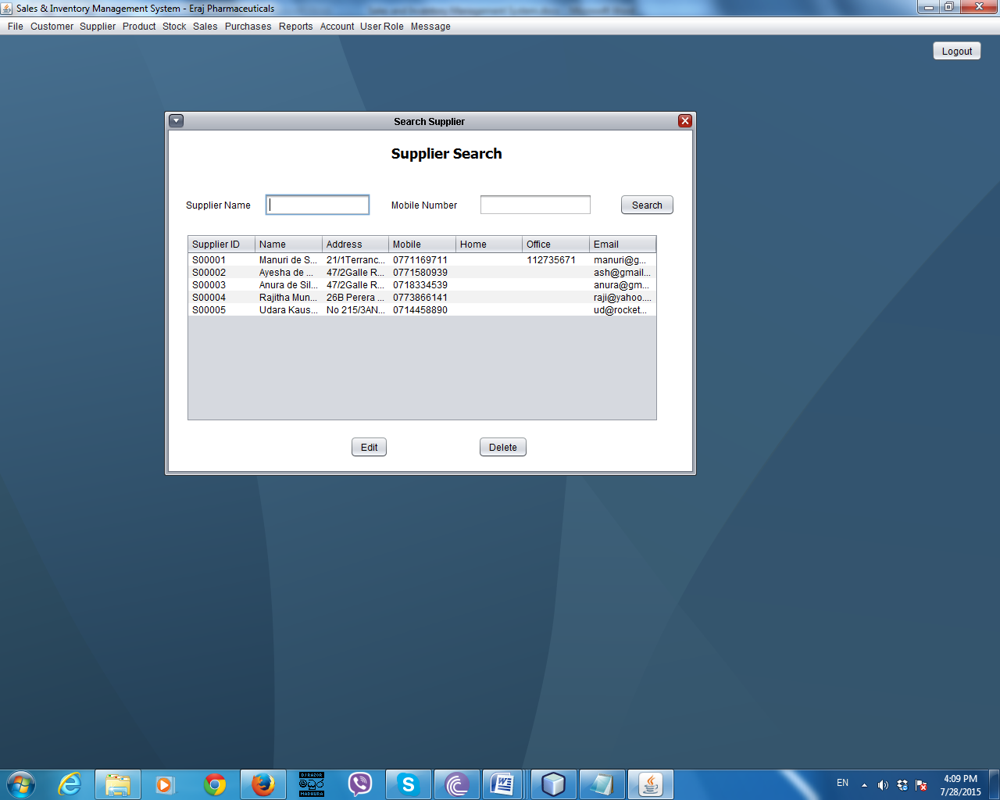 Sales & Inventory Management System - Eraj Pharmaceuticals
File Customer Supplier Product Stock Sales Purchases Reports Account User Role Message
Logout
Search Supplier
Supplier Search
Supplier Name Mobile Number Search
Supplier ID Name Address Mobile Home Office Email
S00001 Manuri de S... 21/1Terranc... 0771169711 112735671 manuri@g...
S00002 Ayesha de ... 47/2Galle R... 0771580939 ash@gmail...
S00003 Anura de Sil... 47/2Galle R... 0718334539 anura@gm...
S00004 Rajitha Mun... 26B Perera ... 0773866141 raji@yahoo....
S00005 Udara Kaus... No 215/3AN... 0714458890 ud@rocket...
Edit Delete
DJ RAZOR
මධුර
MADHURA
EN
4:09 PM
7/28/2015